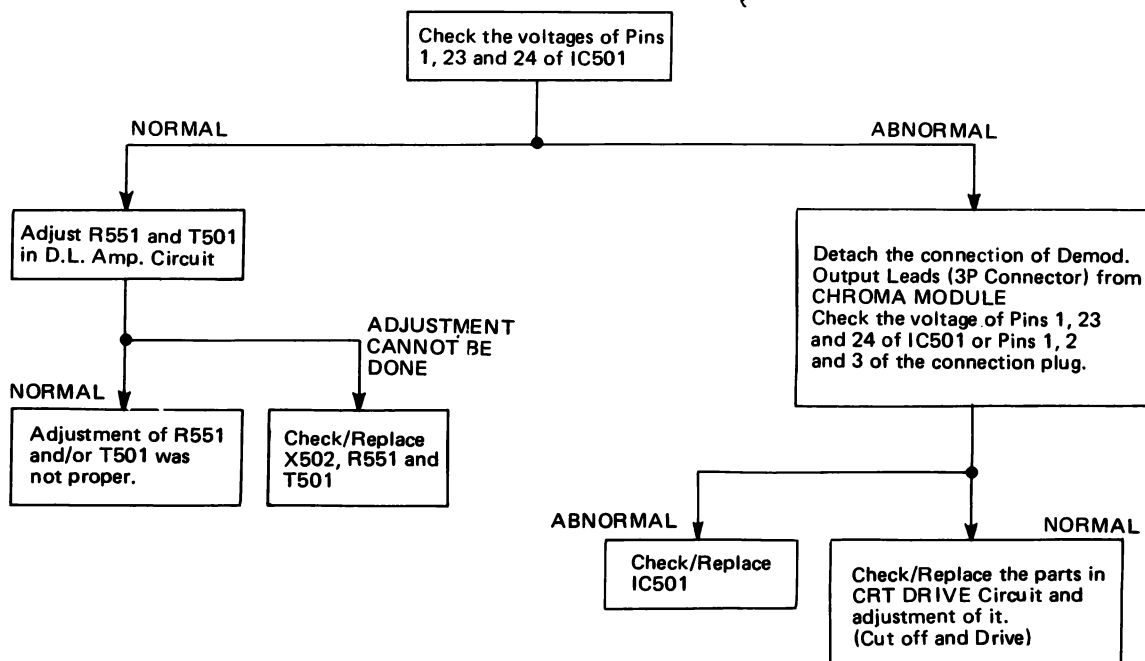 Check the voltages of Pins
1, 23 and 24 of IC501
NORMAL
ABNORMAL
Adjust R551 and T501
in D.L. Amp. Circuit
Detach the connection of Demod.
Output Leads (3P Connector) from
CHROMA MODULE
Check the voltage of Pins 1, 23
and 24 of IC501 or Pins 1, 2
and 3 of the connection plug.
ADJUSTMENT
CANNOT BE
DONE
NORMAL
Adjustment of R551
and/or T501 was
not proper.
Check/Replace
X502, R551 and
T501
ABNORMAL
NORMAL
Check/Replace
IC501
Check/Replace the parts in
CRT DRIVE Circuit and
adjustment of it.
(Cut off and Drive)